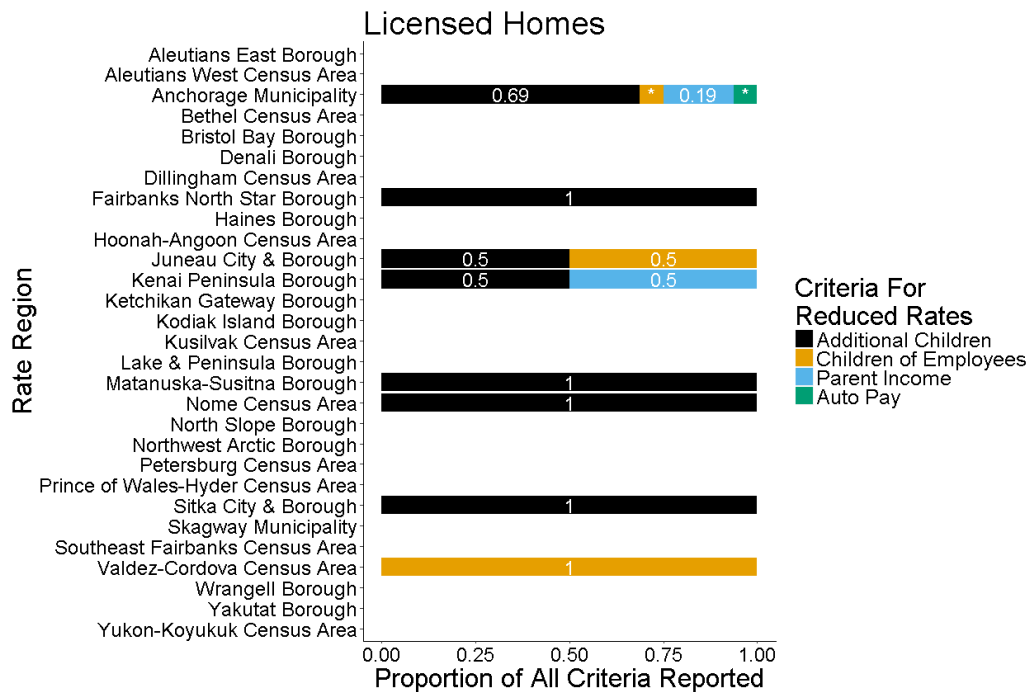 Licensed Homes
Rate Region
Aleutians East Borough
Aleutians West Census Area
Anchorage Municipality
0.69 * 0.19 *
Bethel Census Area
Bristol Bay Borough
Denali Borough
Dillingham Census Area
Fairbanks North Star Borough
1
Haines Borough
Hoonah-Angoon Census Area
Juneau City & Borough
0.5 0.5
Kenai Peninsula Borough
0.5 0.5
Ketchikan Gateway Borough
Kodiak Island Borough
Kusilvak Census Area
Lake & Peninsula Borough
Matanuska-Susitna Borough
1
Nome Census Area
1
North Slope Borough
Northwest Arctic Borough
Petersburg Census Area
Prince of Wales-Hyder Census Area
Sitka City & Borough
1
Skagway Municipality
Southeast Fairbanks Census Area
Valdez-Cordova Census Area
1
Wrangell Borough
Yakutat Borough
Yukon-Koyukuk Census Area
0.00 0.25 0.50 0.75 1.00
Proportion of All Criteria Reported
Criteria For
Reduced Rates
Additional Children
Children of Employees
Parent Income
Auto Pay